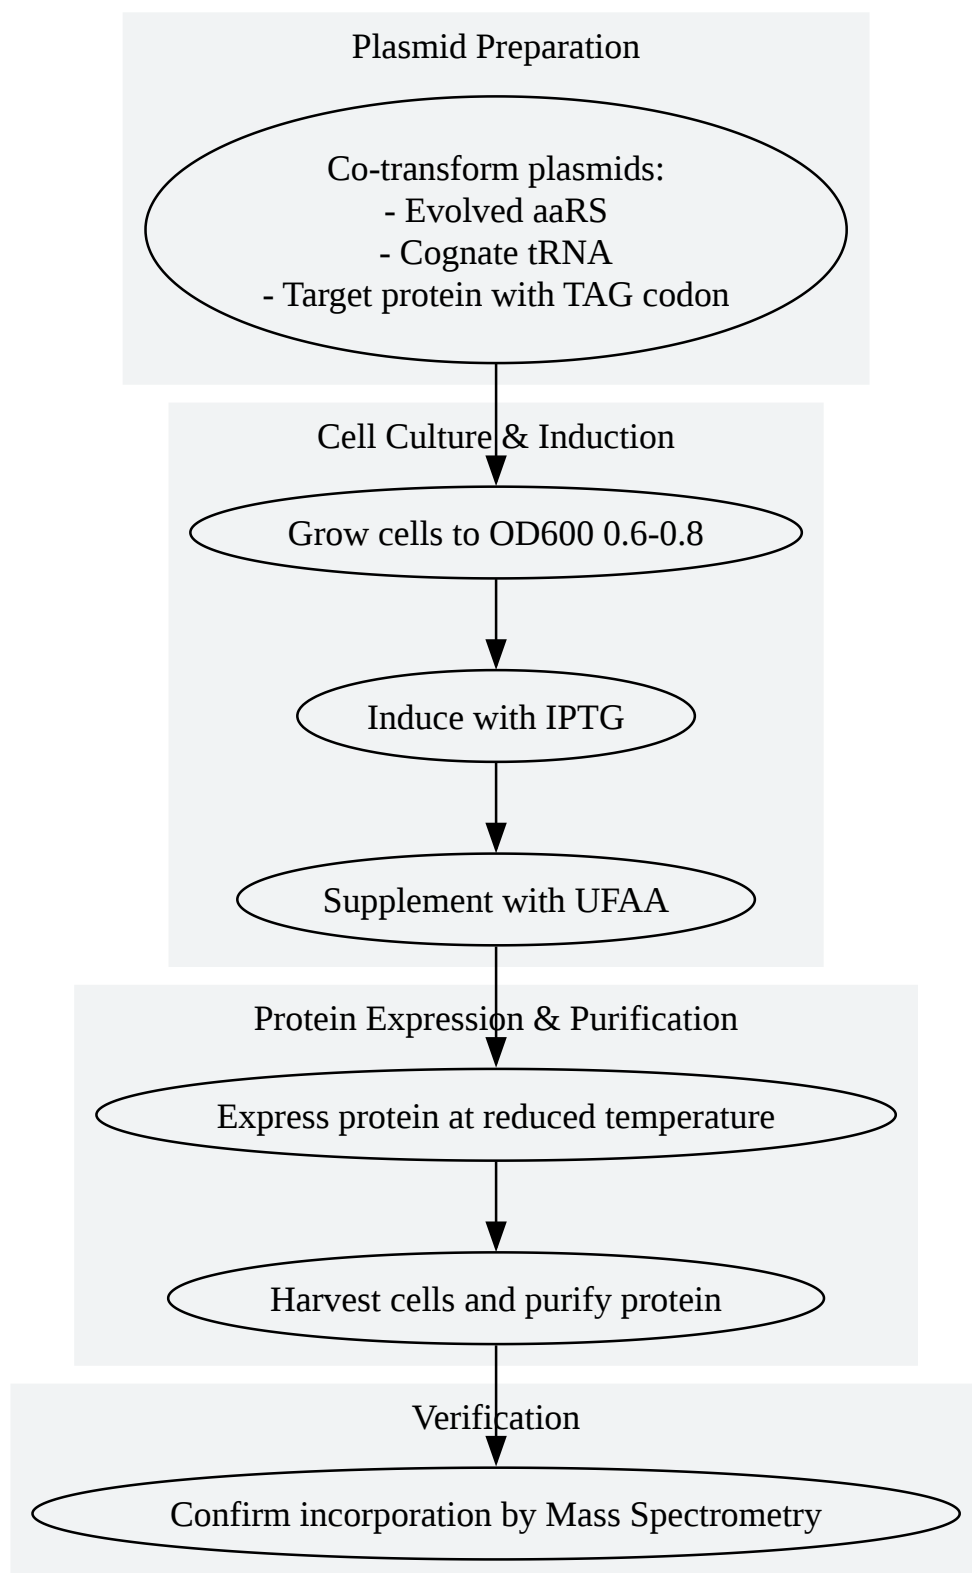 Plasmid Preparation
Co-transform plasmids:
- Evolved aaRS
- Cognate tRNA
- Target protein with TAG codon
Cell Culture & Induction
Grow cells to OD600 0.6-0.8
Induce with IPTG
Supplement with UFAA
Protein Expression & Purification
Express protein at reduced temperature
Harvest cells and purify protein
Verification
Confirm incorporation by Mass Spectrometry